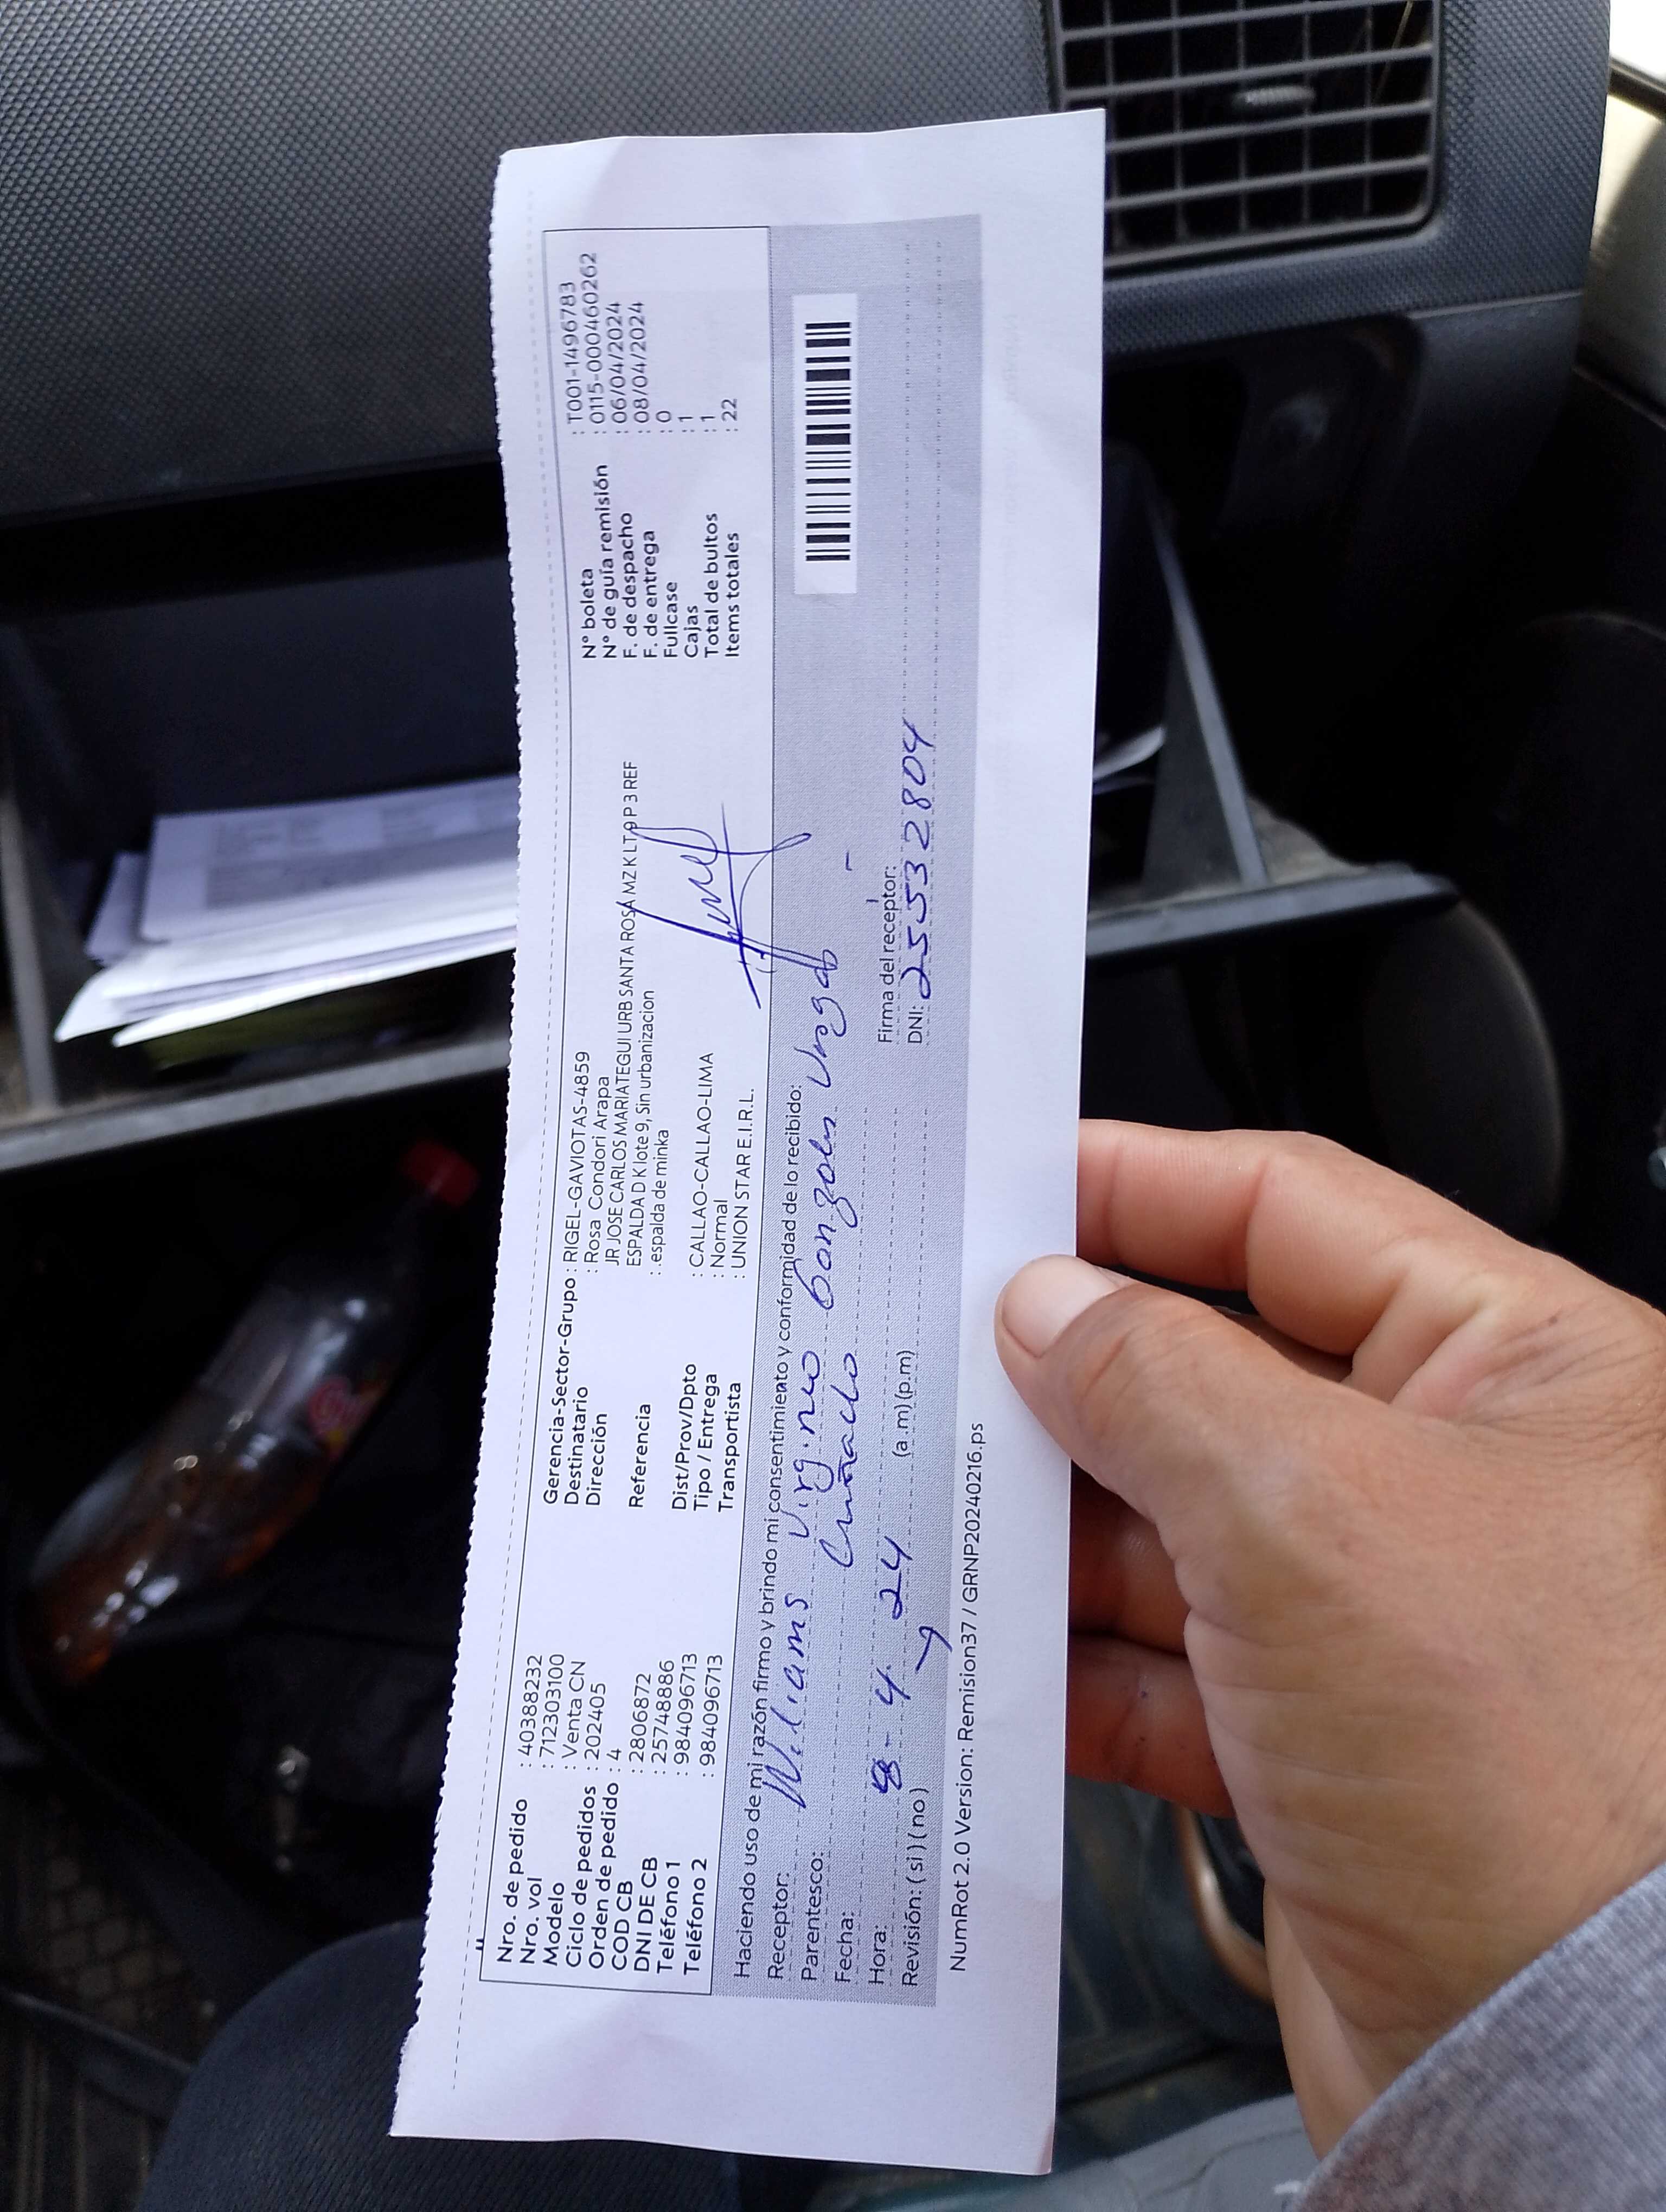 Nro. de pedido : 40388232
Nro. vol : 712303100
Modelo : Venta CN
Ciclo de pedidos : 202405
Orden de pedido : 4
COD CB : 2806872
DNI DE CB : 25748886
Teléfono 1 : 984096713
Teléfono 2 : 984096713
Gerencia-Sector-Grupo : RIGEL-GAVIOTAS-4859
Destinatario : Rosa Condori Arapa
Dirección JR JOSE CARLOS MARIATEGUI URB SANTA ROSA MZ K LT 9 P 3 REF
ESPALDA D K lote 9, Sin urbanizacion
Referencia : .espalda de minka
Dist/Prov/Dpto : CALLAO-CALLAO-LIMA
Tipo / Entrega : Normal
Transportista : UNION STAR E.I.R.L.
N° boleta : T001-1496783
N° de guía remisión : 0115-000460262
F. de despacho : 06/04/2024
F. de entrega : 08/04/2024
Fullcase : 0
Cajas : 1
Total de bultos : 1
Items totales : 22
Haciendo uso de mi razón firmo y brindo mi consentimiento y conformidad de lo recibido:
Receptor: Williams Virginio Gonzales
Parentesco: Cuñado
Fecha: 8-4-24
Hora: (a.m)(p.m)
Revisión: ( si ) ( no )
Firma del receptor:
DNI: 25532804
NumRot 2.0 Version: Remision37 / GRNP20240216.ps